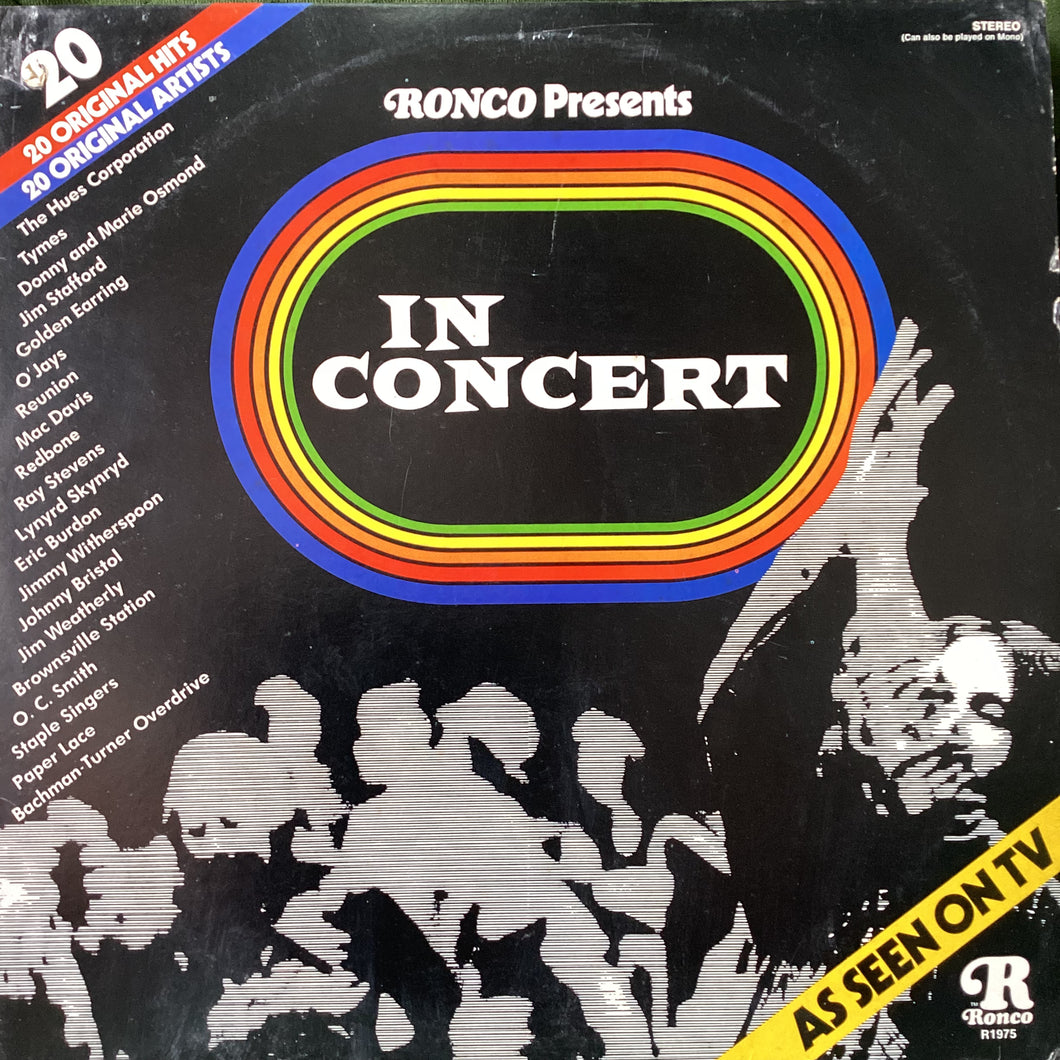 20
20 ORIGINAL HITS
20 ORIGINAL ARTISTS
STEREO
(Can also be played on Mono)
RONCO Presents
IN
CONCERT
The Hues Corporation
Tymes
Donny and Marie Osmond
Jim Stafford
Golden Earring
O'Jays
Reunion
Mac Davis
Redbone
Ray Stevens
Lynyrd Skynryd
Eric Burdon
Jimmy Witherspoon
Johnny Bristol
Jim Weatherly
Brownsville Station
O. C. Smith
Staple Singers
Paper Lace
Bachman-Turner Overdrive
AS SEEN ON TV
R
TM Ronco
R1975